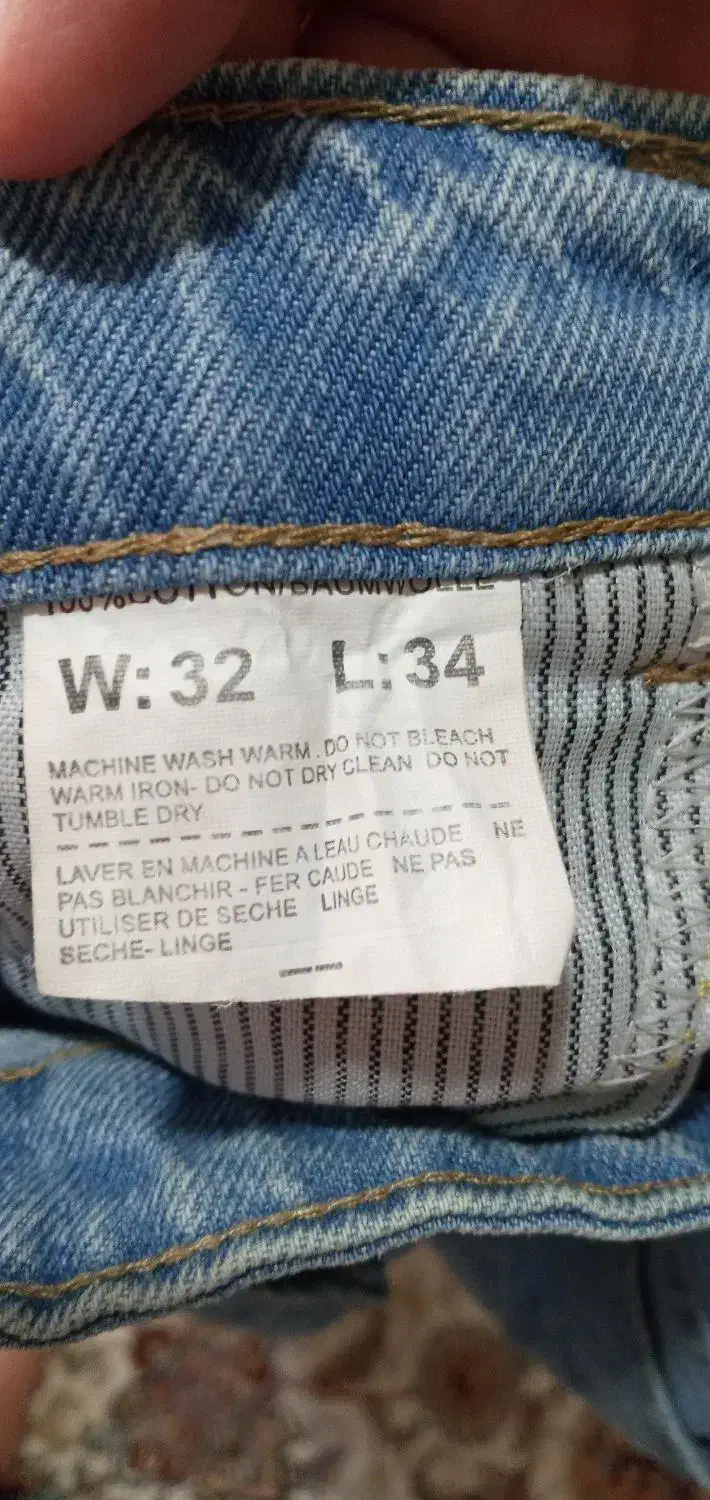 100%COTTON/BAUMWOLLE
W: 32 L: 34
MACHINE WASH WARM . DO NOT BLEACH
WARM IRON- DO NOT DRY CLEAN DO NOT
TUMBLE DRY
LAVER EN MACHINE A LEAU CHAUDE NE
PAS BLANCHIR - FER CAUDE NE PAS
UTILISER DE SECHE LINGE
SECHE- LINGE